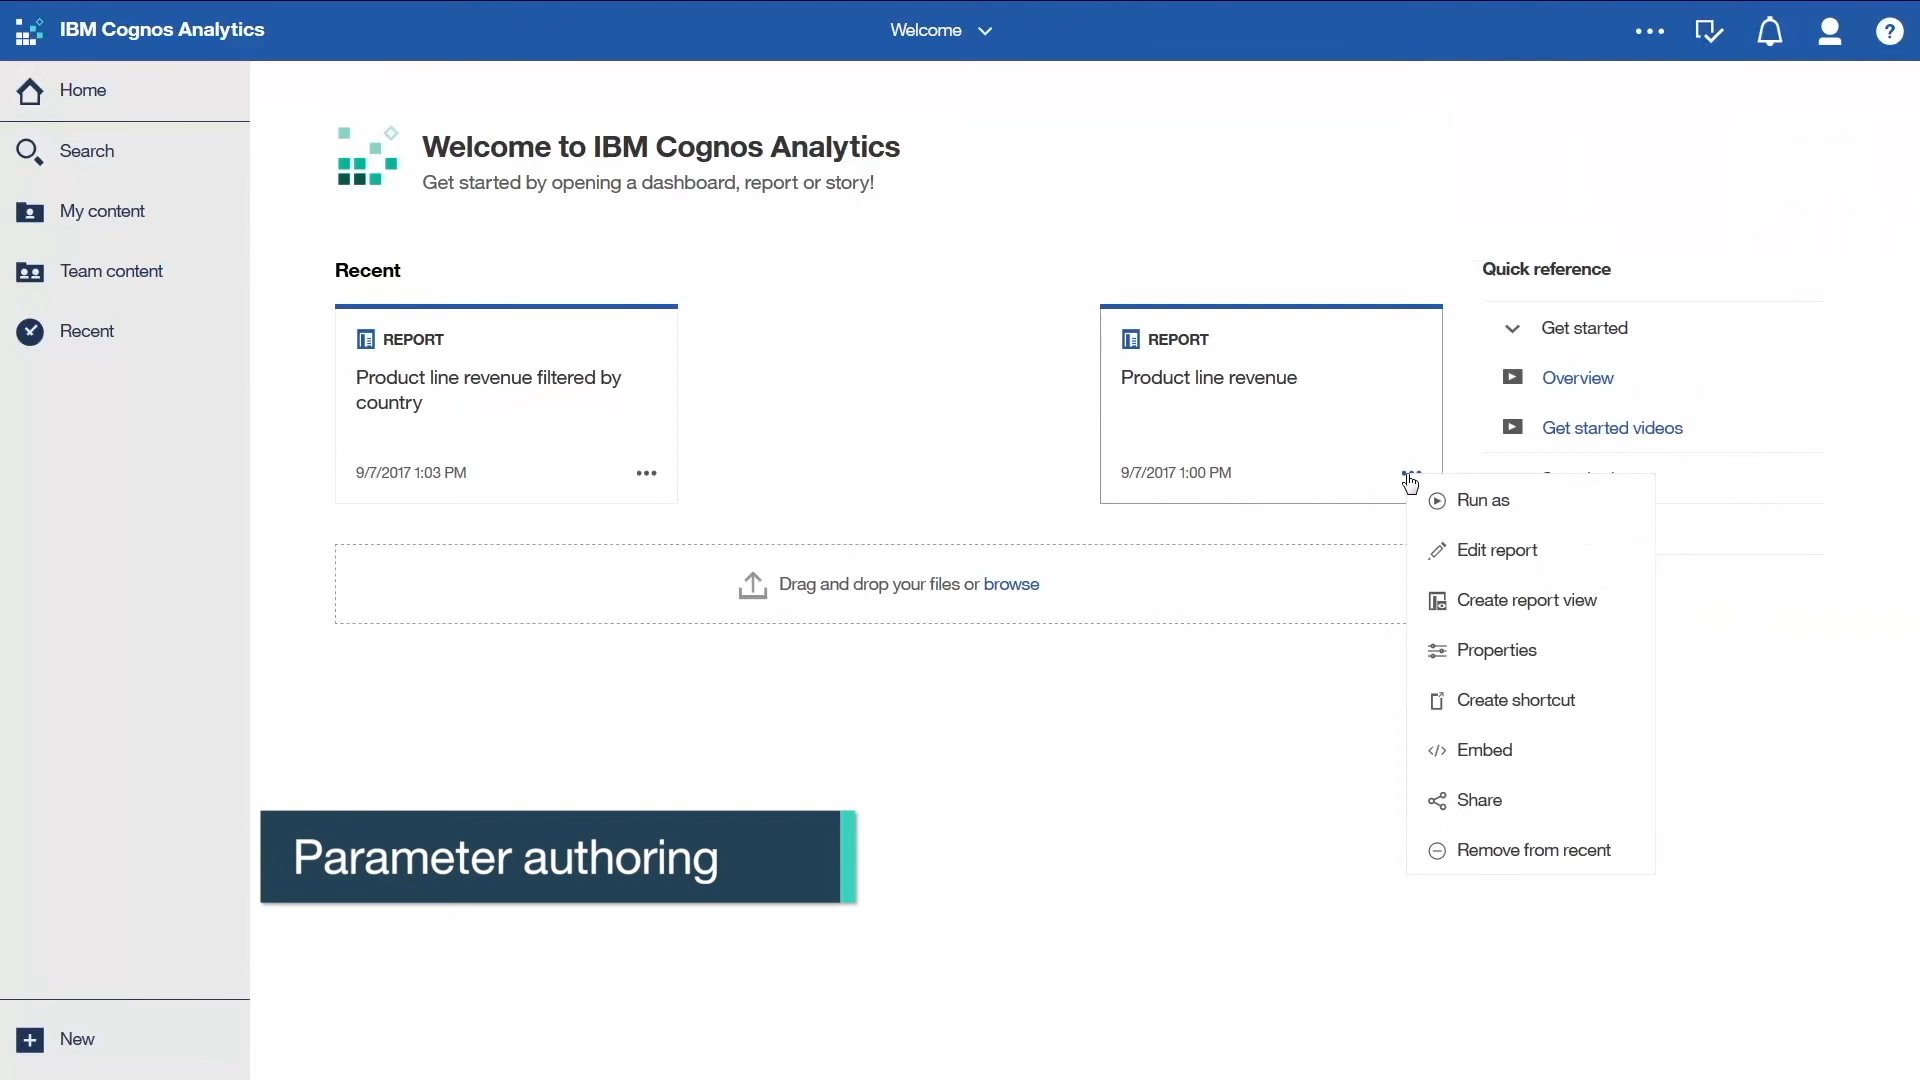 IBM Cognos Analytics
Welcome
Home
Search
My content
Team content
Recent
New
Welcome to IBM Cognos Analytics
Get started by opening a dashboard, report or story!
Recent
REPORT
Product line revenue filtered by
country
9/7/2017 1:03 PM
REPORT
Product line revenue
9/7/2017 1:00 PM
Drag and drop your files or browse
Quick reference
Get started
Overview
Get started videos
Run as
Edit report
Create report view
Properties
Create shortcut
Embed
Share
Remove from recent
Parameter authoring